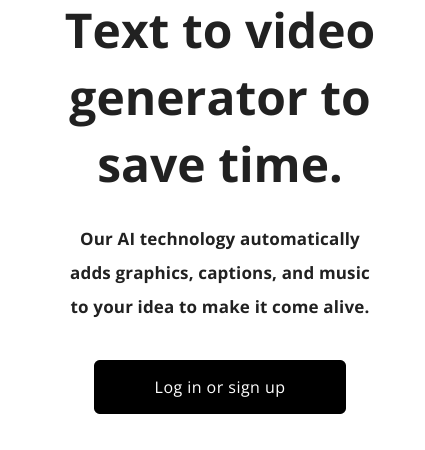 Text to video
generator to
save time.
Our AI technology automatically
adds graphics, captions, and music
to your idea to make it come alive.
Log in or sign up